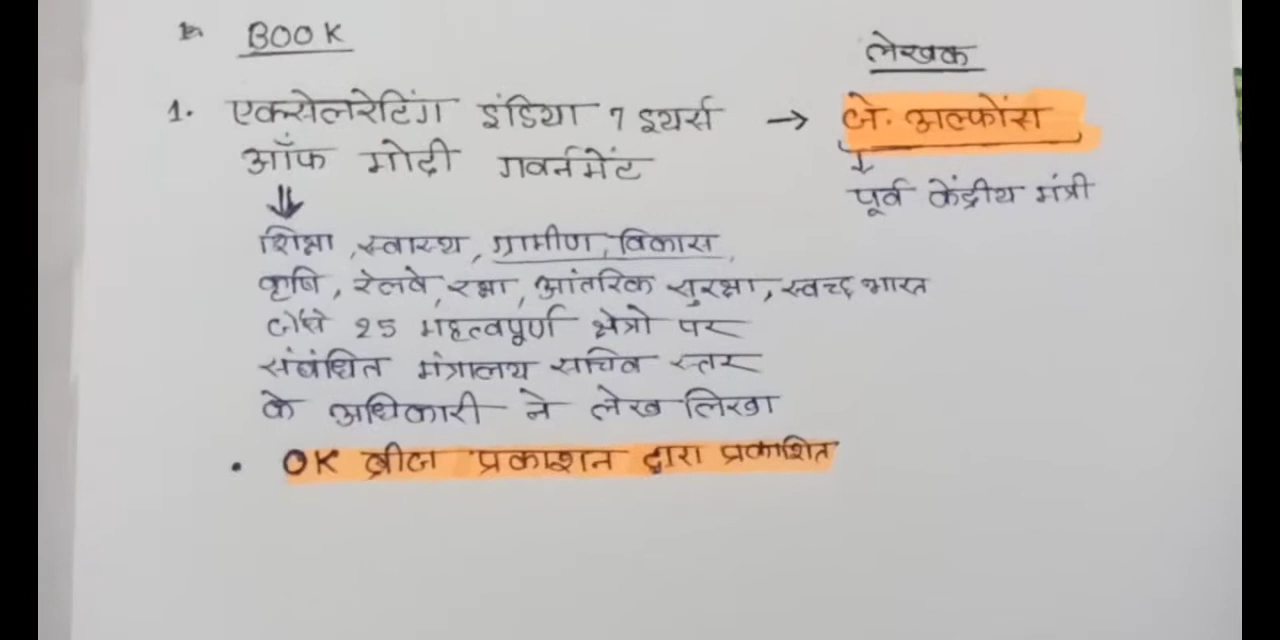 BOOK
लेखक
1. एक्सेलरेटिंग इंडिया 7 इयर्स → जे. अल्फोंस
ऑफ मोदी गवर्नमेंट
पूर्व केंद्रीय मंत्री
शिक्षा, स्वास्थ, ग्रामीण, विकास,
कृषि, रेलवे, रक्षा, आंतरिक सुरक्षा, स्वच्छ भारत
जैसे 25 महत्वपूर्ण क्षेत्रो पर
संबंधित मंत्रालय सचिव स्तर
के अधिकारी ने लेख लिखा
• OK ब्रीज प्रकाशन द्वारा प्रकाशित